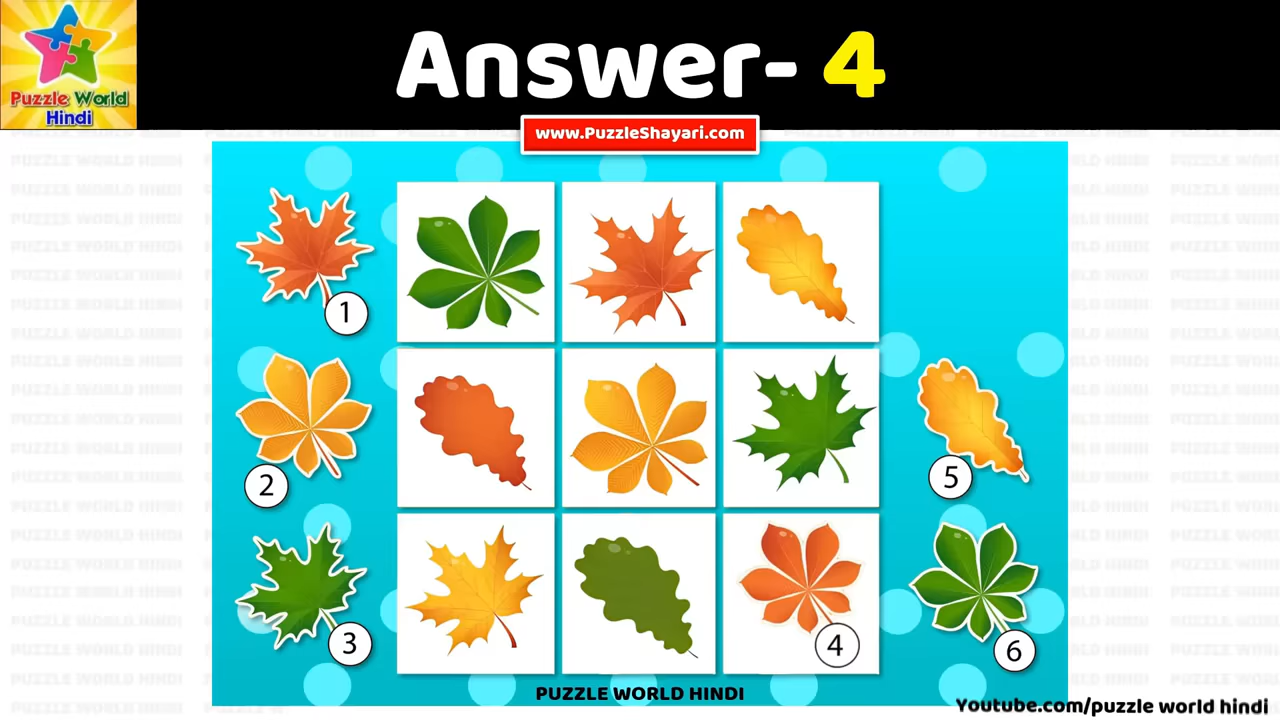 Puzzle World
Hindi
Answer- 4
www.PuzzleShayari.com
1
2
3
4
5
6
PUZZLE WORLD HINDI
Youtube.com/puzzle world hindi